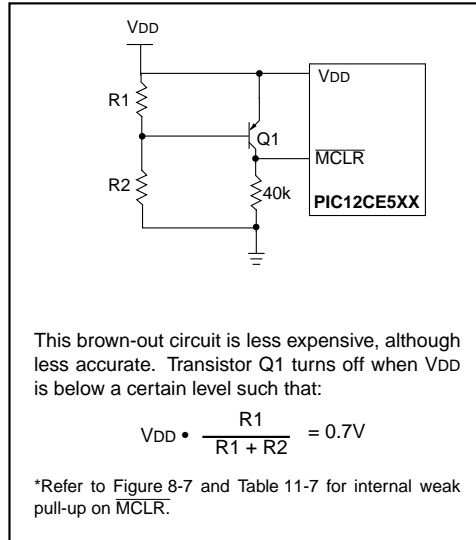 VDD
VDD
R1
Q1
MCLR
R2
40k
PIC12CE5XX
This brown-out circuit is less expensive, although
less accurate. Transistor Q1 turns off when VDD
is below a certain level such that:
VDD • R1 / R1 + R2 = 0.7V
*Refer to Figure 8-7 and Table 11-7 for internal weak
pull-up on MCLR.